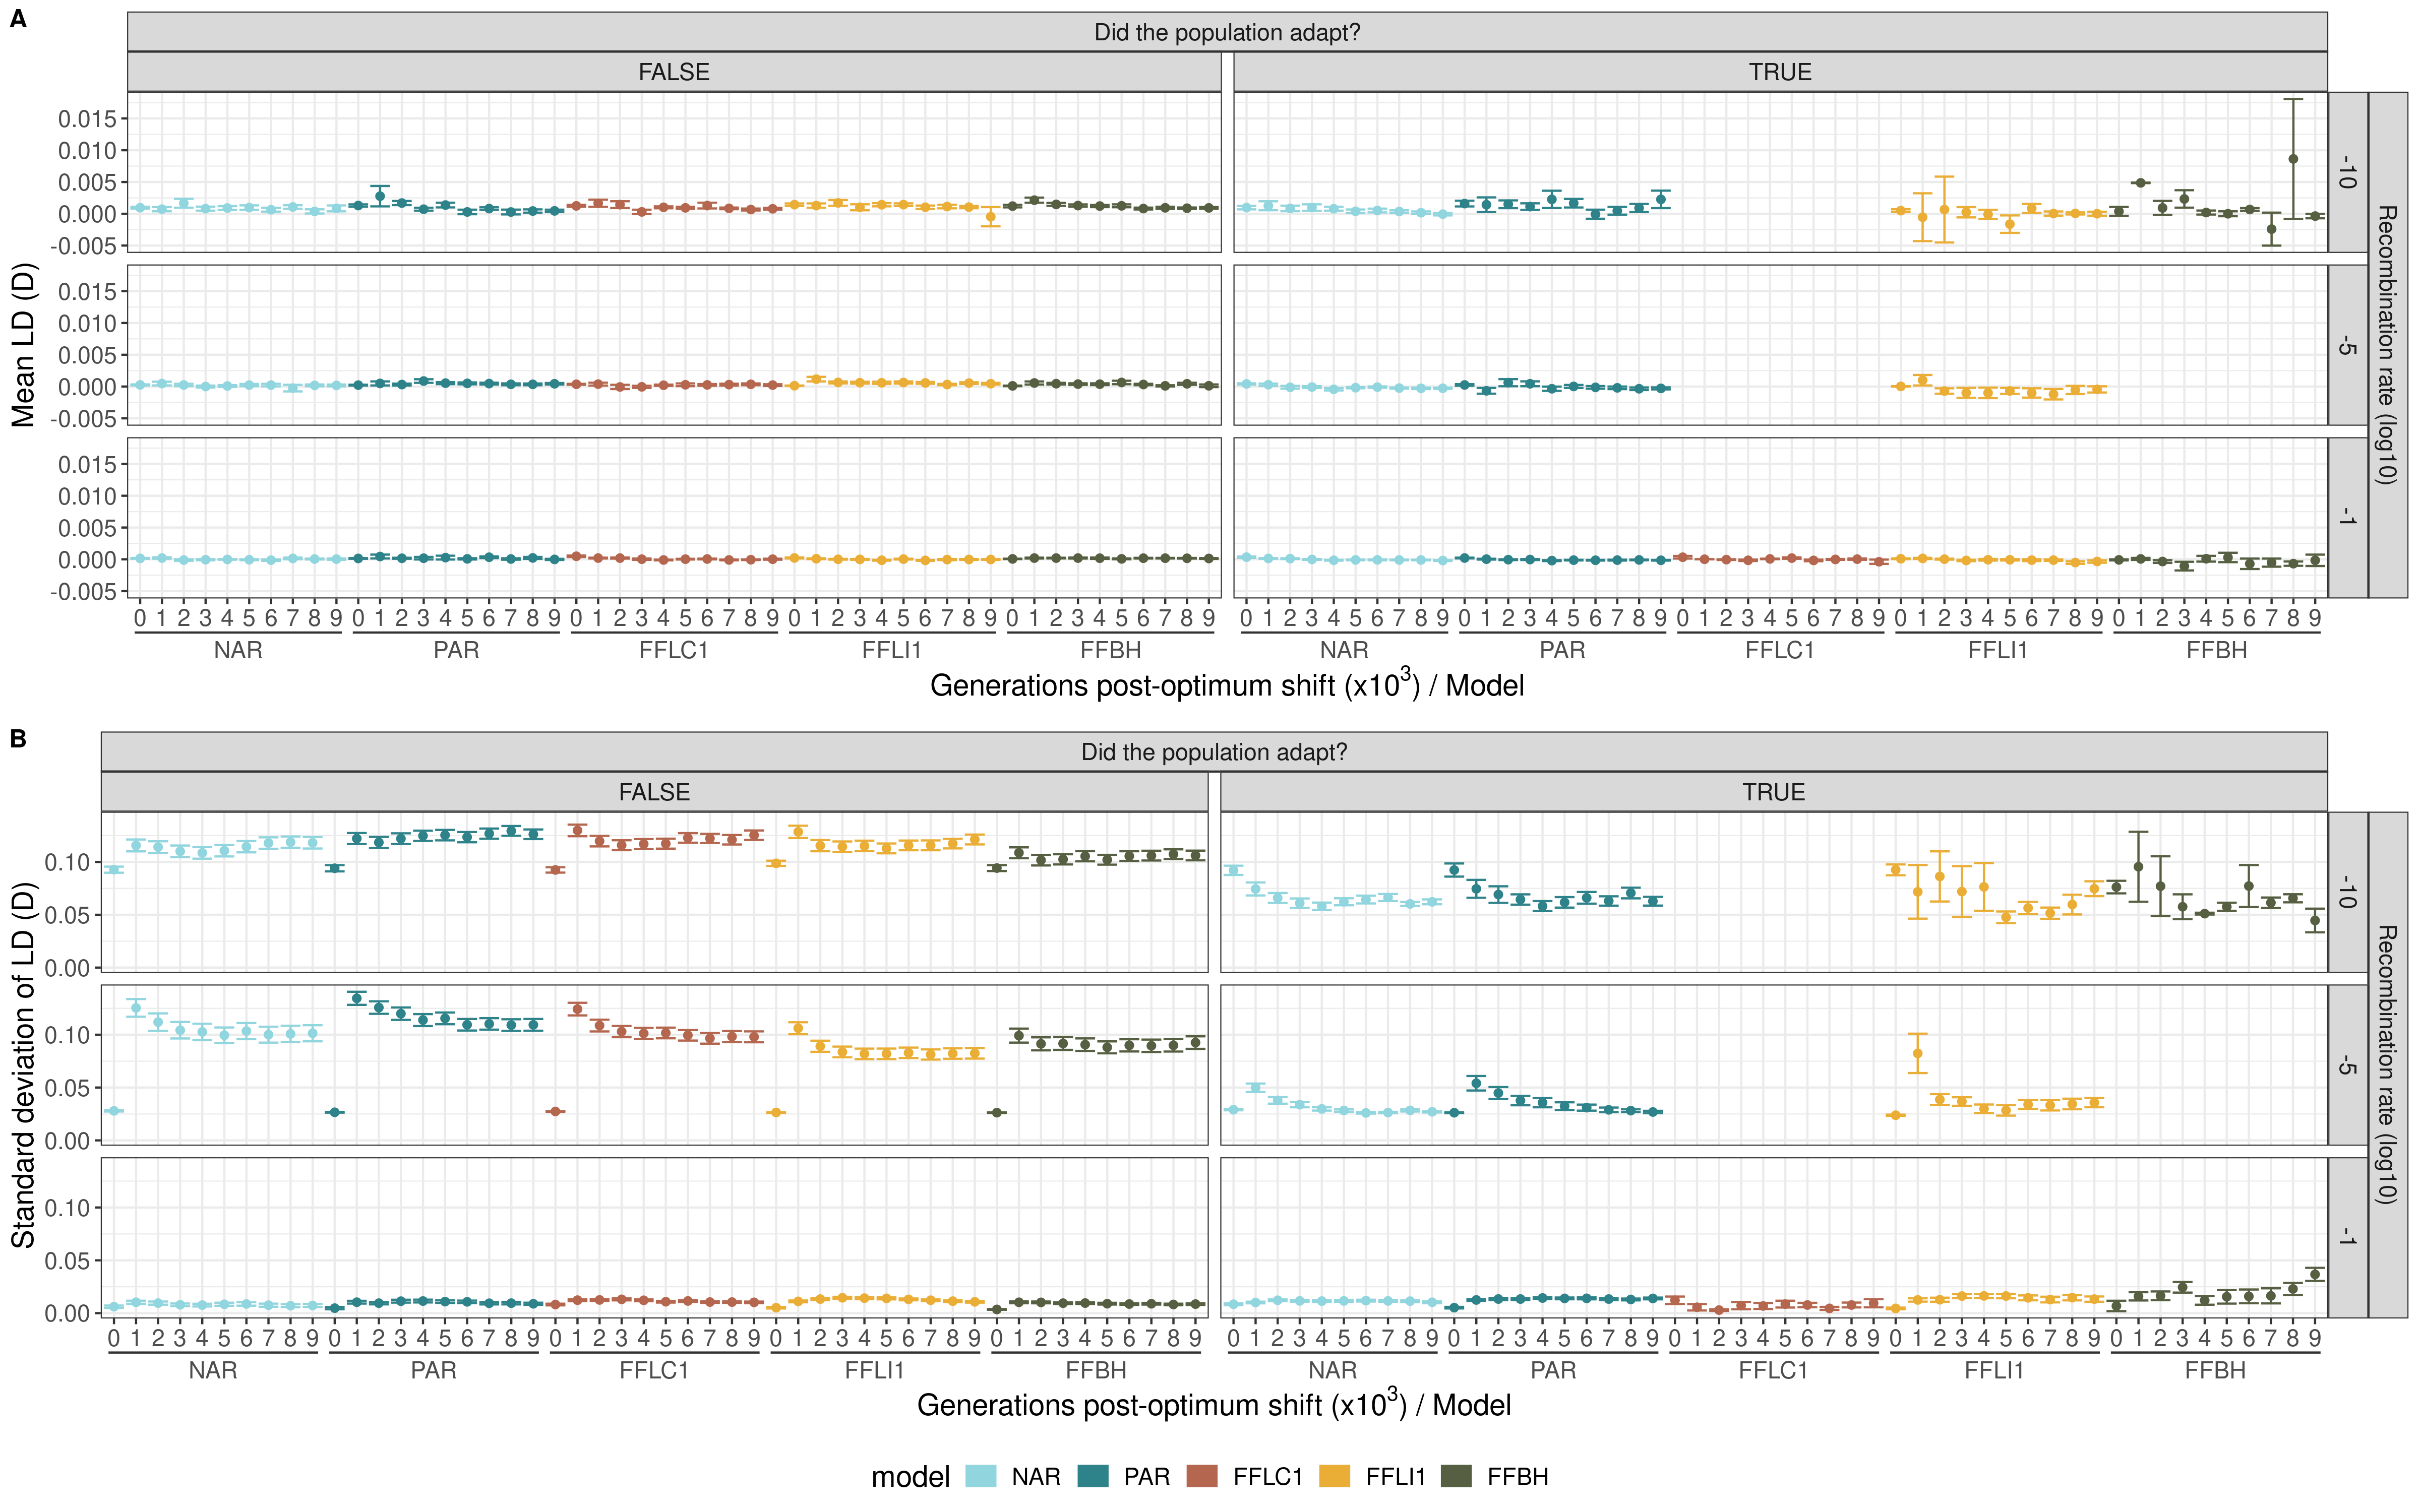 A
Did the population adapt?
FALSE TRUE
0.015
0.010
0.005
0.000
-0.005
-10
0.015
0.010
0.005
0.000
-0.005
-5
0.015
0.010
0.005
0.000
-0.005
-1
Mean LD (D)
Recombination rate (log10)
0 1 2 3 4 5 6 7 8 9 0 1 2 3 4 5 6 7 8 9 0 1 2 3 4 5 6 7 8 9 0 1 2 3 4 5 6 7 8 9 0 1 2 3 4 5 6 7 8 9 0 1 2 3 4 5 6 7 8 9 0 1 2 3 4 5 6 7 8 9 0 1 2 3 4 5 6 7 8 9 0 1 2 3 4 5 6 7 8 9 0 1 2 3 4 5 6 7 8 9
NAR PAR FFLC1 FFLI1 FFBH NAR PAR FFLC1 FFLI1 FFBH
Generations post-optimum shift (x10³) / Model
B
Did the population adapt?
FALSE TRUE
0.10
0.05
0.00
-10
0.10
0.05
0.00
-5
0.10
0.05
0.00
-1
Standard deviation of LD (D)
Recombination rate (log10)
0 1 2 3 4 5 6 7 8 9 0 1 2 3 4 5 6 7 8 9 0 1 2 3 4 5 6 7 8 9 0 1 2 3 4 5 6 7 8 9 0 1 2 3 4 5 6 7 8 9 0 1 2 3 4 5 6 7 8 9 0 1 2 3 4 5 6 7 8 9 0 1 2 3 4 5 6 7 8 9 0 1 2 3 4 5 6 7 8 9 0 1 2 3 4 5 6 7 8 9
NAR PAR FFLC1 FFLI1 FFBH NAR PAR FFLC1 FFLI1 FFBH
Generations post-optimum shift (x10³) / Model
model NAR PAR FFLC1 FFLI1 FFBH